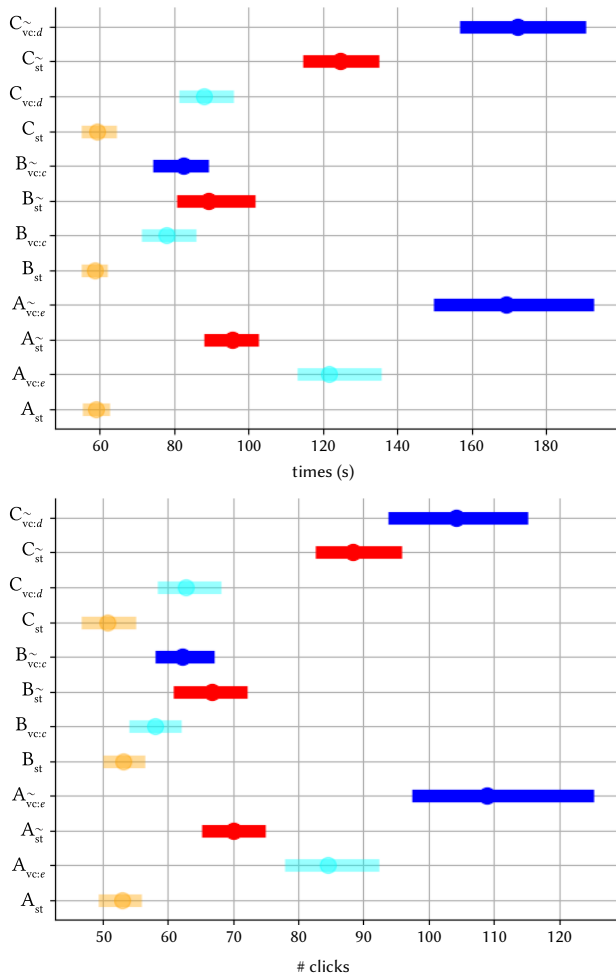 C~vc:d
C~st
Cvc:d
Cst
B~vc:c
B~st
Bvc:c
Bst
A~vc:e
A~st
Avc:e
Ast
60 80 100 120 140 160 180
times (s)
C~vc:d
C~st
Cvc:d
Cst
B~vc:c
B~st
Bvc:c
Bst
A~vc:e
A~st
Avc:e
Ast
50 60 70 80 90 100 110 120
# clicks